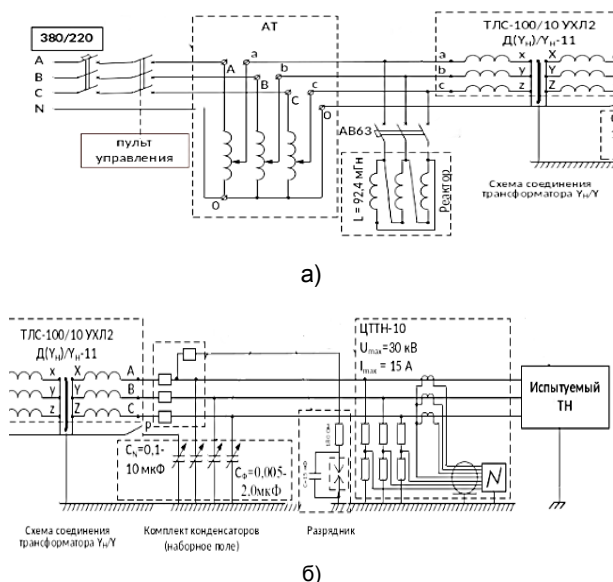 380/220
A
B
C
N
пульт
управления
АТ
A
B
C
a
b
c
0
0
a
b
c
АВ63
L = 92,4 мГн
Реактор
ТЛС-100/10 УХЛ2
Д(Yн)/Yн-11
x
y
z
X
Y
Z
Схема соединения
трансформатора Yн/Y
а)
ТЛС-100/10 УХЛ2
Д(Yн)/Yн-11
x
y
z
X
Y
Z
A
B
C
P
CN=0,1-
10 мкФ
CФ=0,005-
2,0мкФ
ЦТТН-10
Umax=30 кВ
Imax = 15 А
Испытуемый
ТН
Схема соединения
трансформатора Yн/Y
Комплект конденсаторов
(наборное поле)
Разрядник
б)